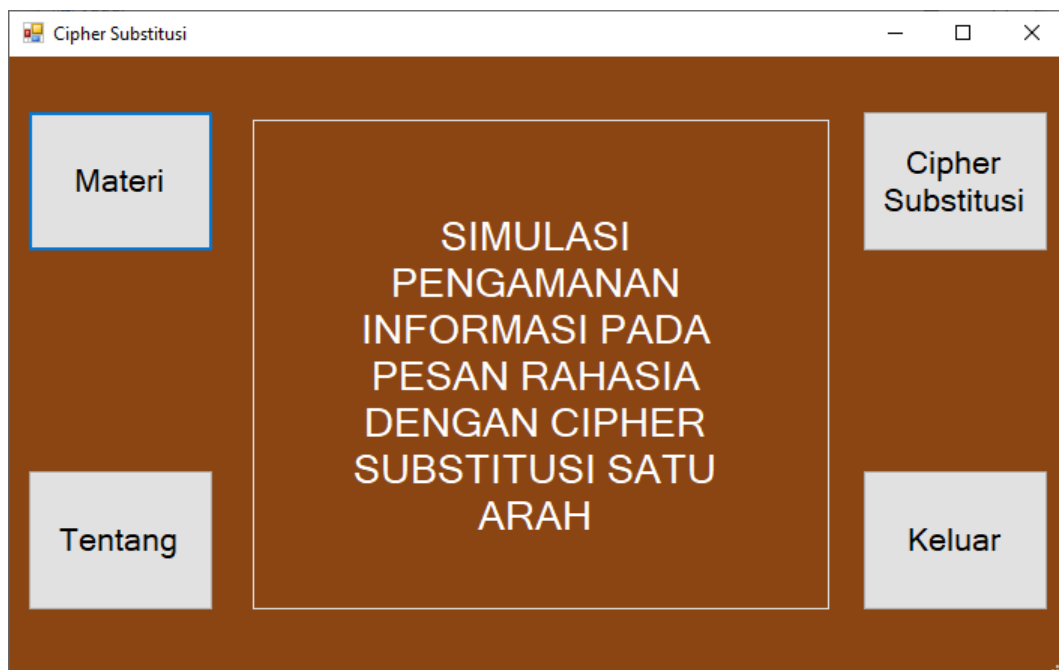 Cipher Substitusi
Materi
SIMULASI
PENGAMANAN
INFORMASI PADA
PESAN RAHASIA
DENGAN CIPHER
SUBSTITUSI SATU
ARAH
Cipher
Substitusi
Tentang
Keluar